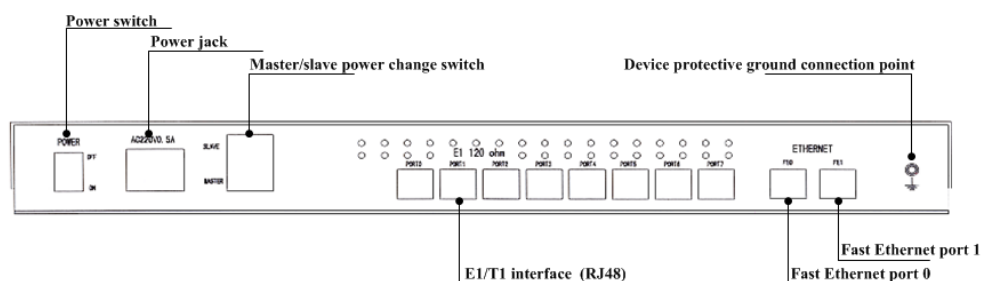 Power switch
Power jack
Master/slave power change switch
Device protective ground connection point
POWER
OFF
ON
AC220V0.5A
SLAVE
MASTER
E1 120 ohm
PORT0 PORT1 PORT2 PORT3 PORT4 PORT5 PORT6 PORT7
ETHERNET
FE0 FE1
Fast Ethernet port 1
E1/T1 interface (RJ48)
Fast Ethernet port 0